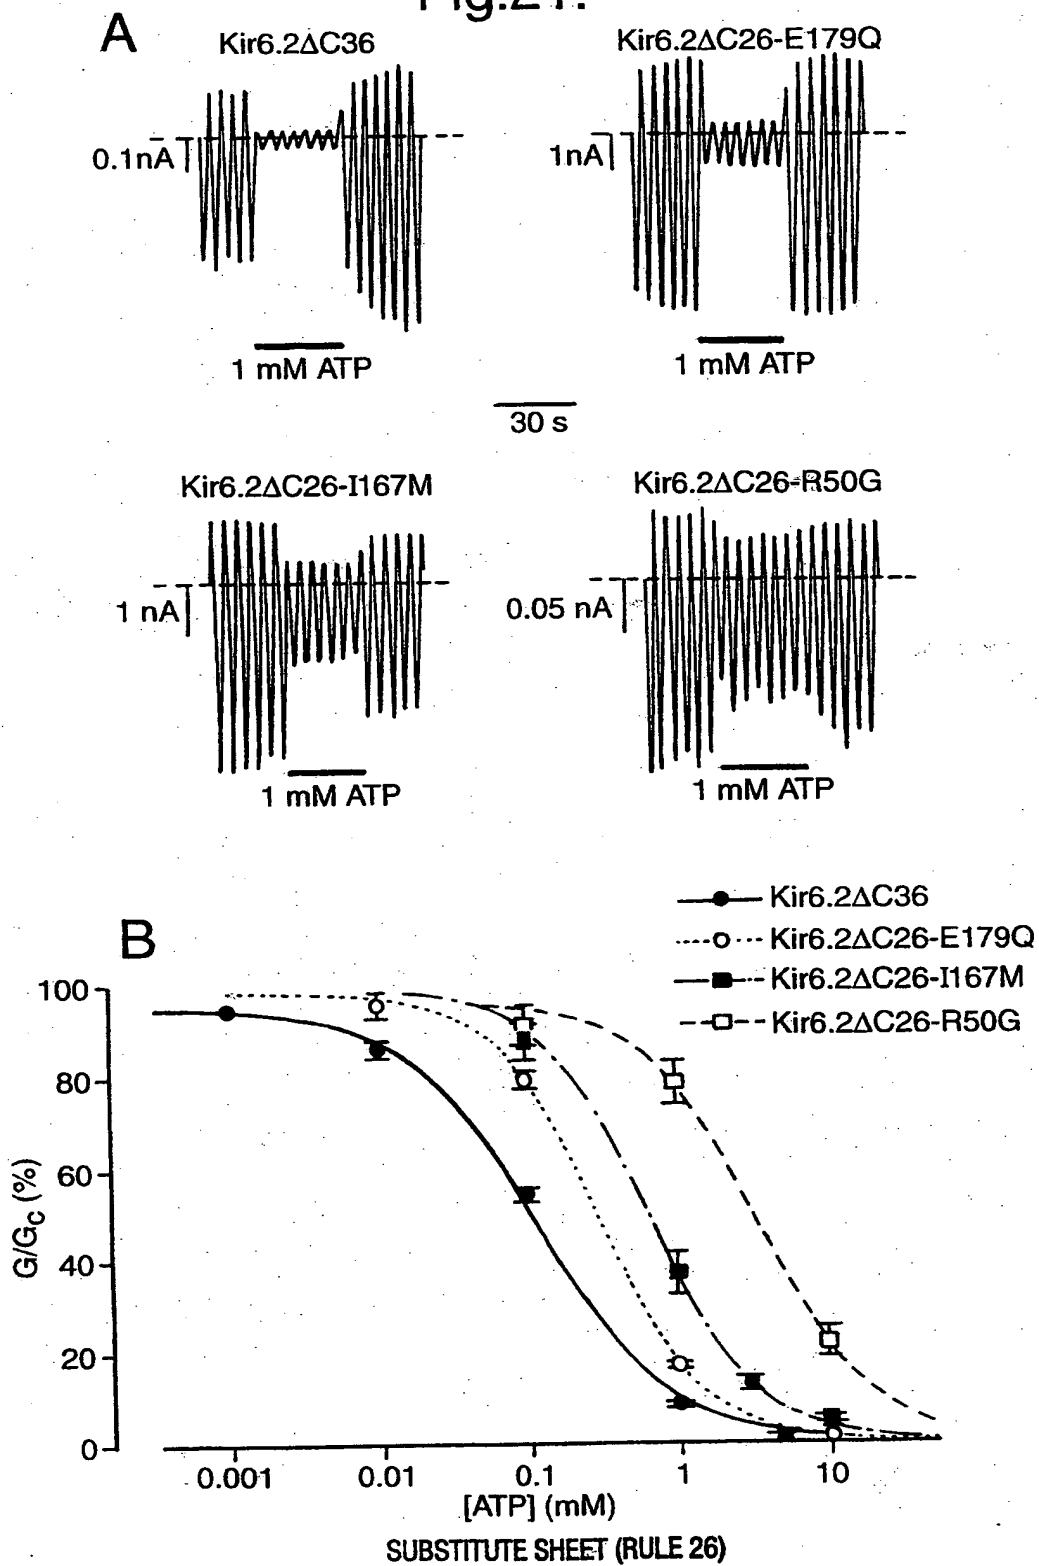 Fig.21.
A
Kir6.2ΔC36
Kir6.2ΔC26-E179Q
0.1nA
1nA
1 mM ATP
1 mM ATP
30 s
Kir6.2ΔC26-I167M
Kir6.2ΔC26-R50G
1 nA
0.05 nA
1 mM ATP
1 mM ATP
B
Kir6.2ΔC36
Kir6.2ΔC26-E179Q
Kir6.2ΔC26-I167M
Kir6.2ΔC26-R50G
G/GC (%)
100
80
60
40
20
0
0.001 0.01 0.1 1 10
[ATP] (mM)
SUBSTITUTE SHEET (RULE 26)